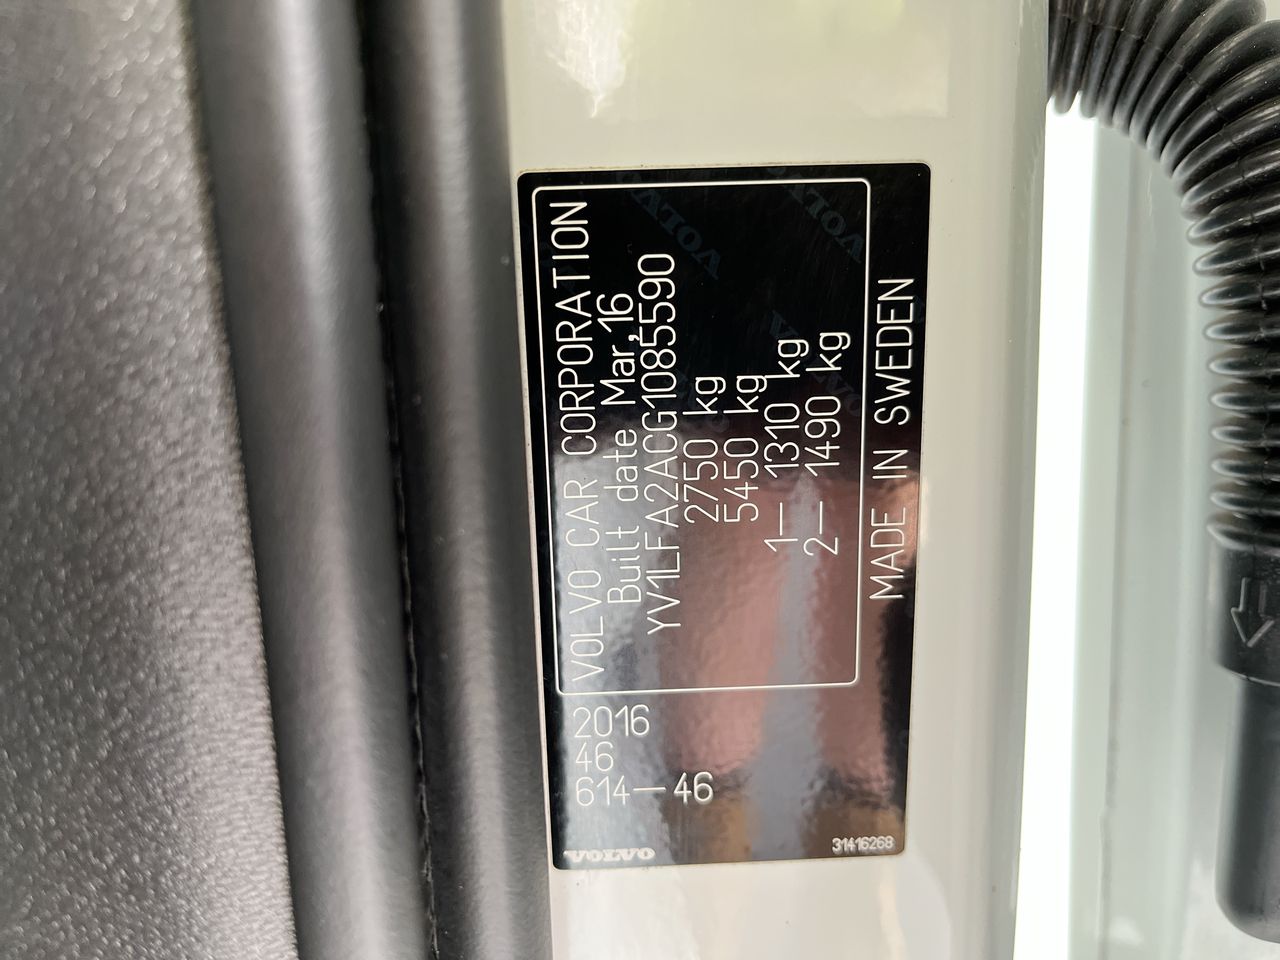 VOLVO CAR CORPORATION
Built date Mar,16
YV1LFA2ACG1085590
2750 kg
5450 kg
1— 1310 kg
2— 1490 kg
MADE IN SWEDEN
2016
46
614—46
VOLVO
31416268